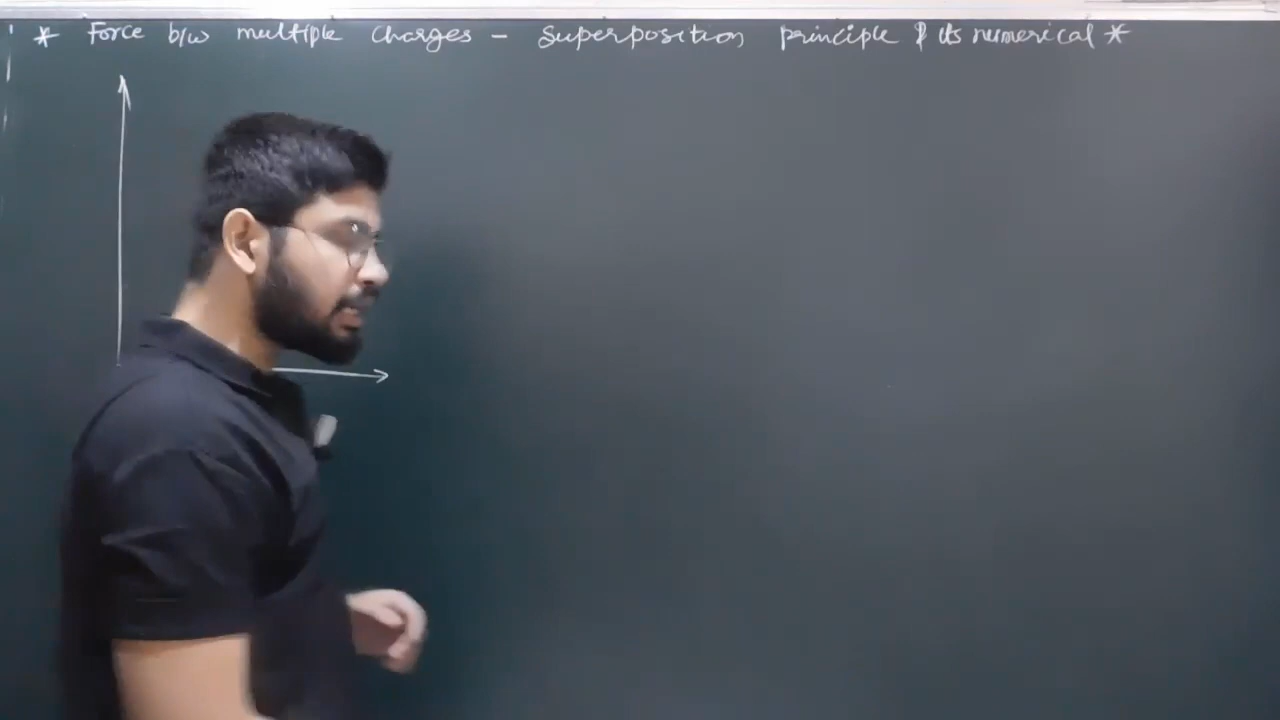 * Force b/w multiple charges - superposition principle & its numerical *